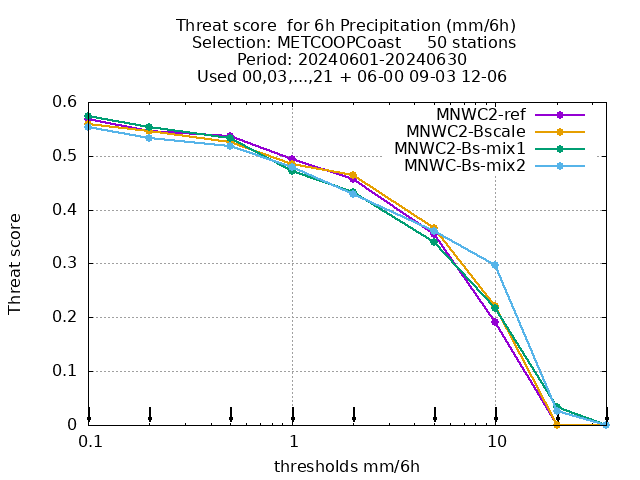 Threat score  for 6h Precipitation (mm/6h)
Selection: METCOOPCoast     50 stations
Period: 20240601-20240630
Used 00,03,...,21 + 06-00 09-03 12-06
MNWC2-ref
MNWC2-Bscale
MNWC2-Bs-mix1
MNWC-Bs-mix2
Threat score
0.6
0.5
0.4
0.3
0.2
0.1
0
0.1 1 10
thresholds mm/6h